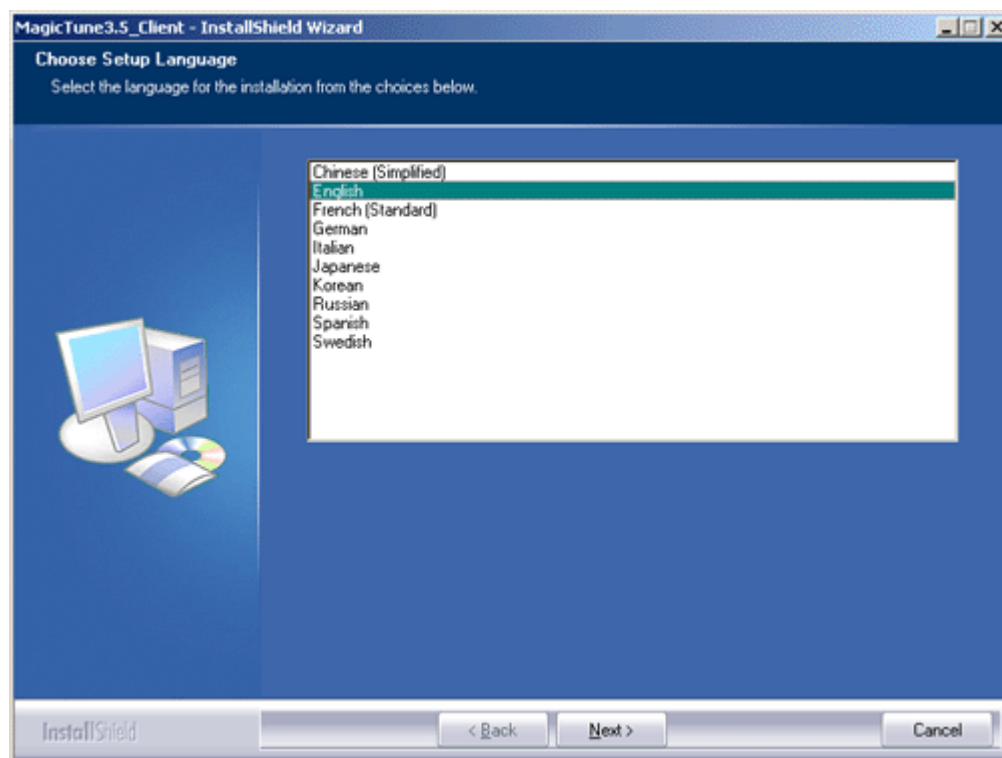 MagicTune3.5_Client - InstallShield Wizard
Choose Setup Language
Select the language for the installation from the choices below.
Chinese (Simplified)
English
French (Standard)
German
Italian
Japanese
Korean
Russian
Spanish
Swedish
InstallShield
< Back
Next >
Cancel